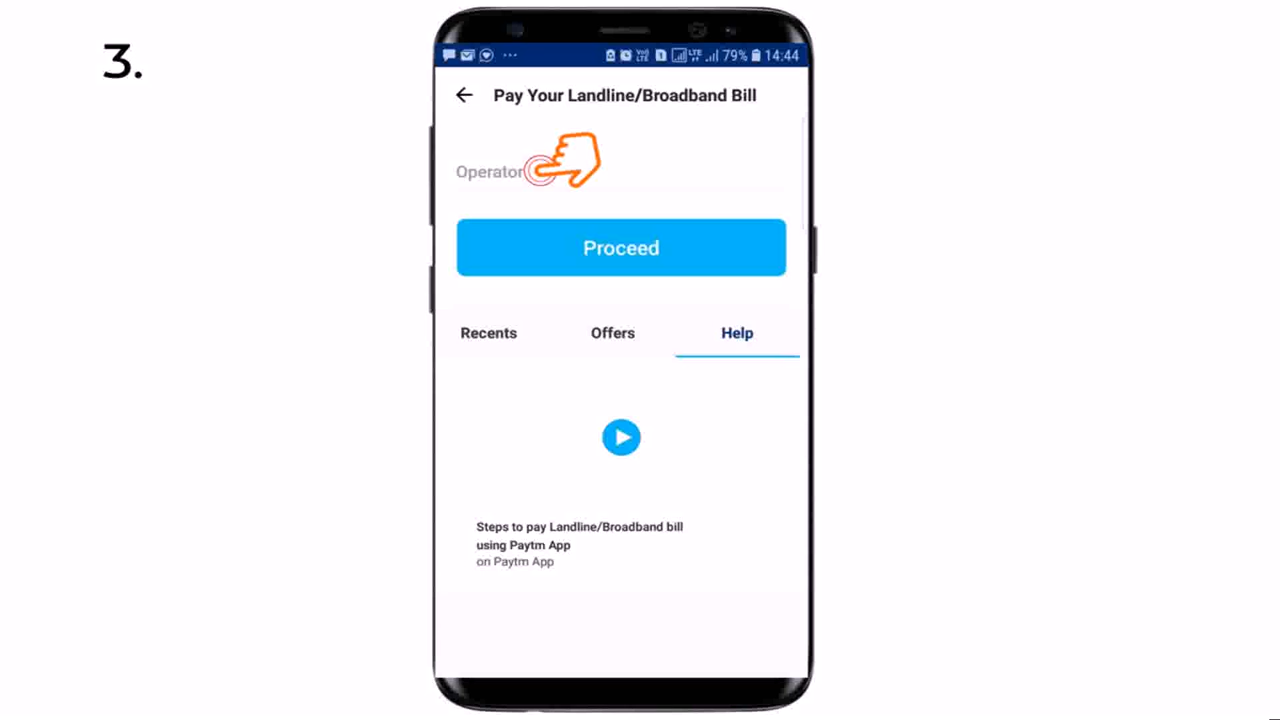 3.
79% 14:44
Pay Your Landline/Broadband Bill
Operator
Proceed
Recents Offers Help
Steps to pay Landline/Broadband bill
using Paytm App
on Paytm App